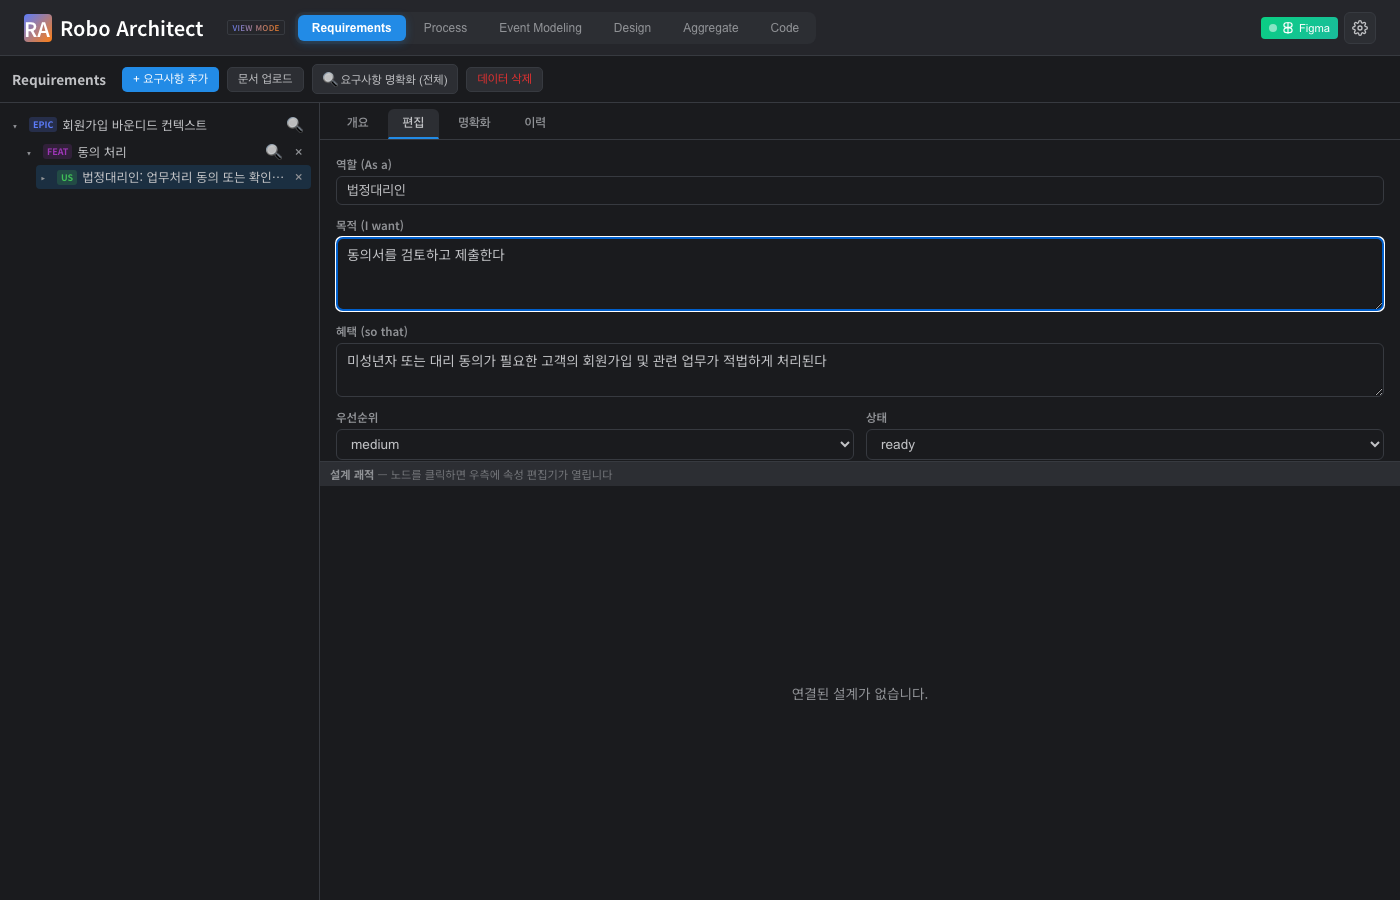 RA Robo Architect VIEW MODE Requirements Process Event Modeling Design Aggregate Code Figma
Requirements + 요구사항 추가 문서 업로드 요구사항 명확화 (전체) 데이터 삭제
EPIC 회원가입 바운디드 컨텍스트
FEAT 동의 처리 ×
US 법정대리인: 업무처리 동의 또는 확인… ×
개요 편집 명확화 이력
역할 (As a)
법정대리인
목적 (I want)
동의서를 검토하고 제출한다
혜택 (so that)
미성년자 또는 대리 동의가 필요한 고객의 회원가입 및 관련 업무가 적법하게 처리된다
우선순위 상태
medium ready
설계 괘적 — 노드를 클릭하면 우측에 속성 편집기가 열립니다
연결된 설계가 없습니다.